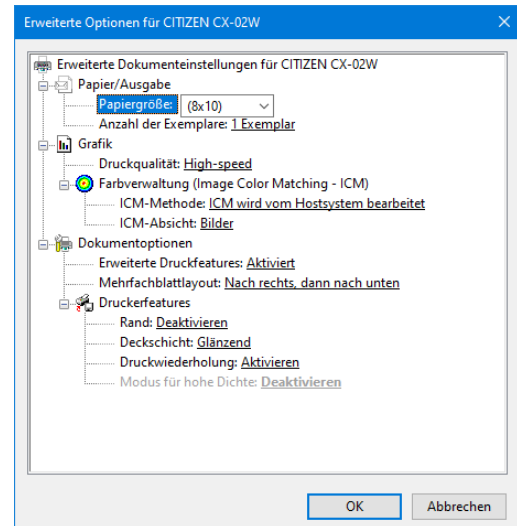 Erweiterte Optionen für CITIZEN CX-02W
Erweiterte Dokumenteinstellungen für CITIZEN CX-02W
Papier/Ausgabe
Papiergröße: (8x10)
Anzahl der Exemplare: 1 Exemplar
Grafik
Druckqualität: High-speed
Farbverwaltung (Image Color Matching - ICM)
ICM-Methode: ICM wird vom Hostsystem bearbeitet
ICM-Absicht: Bilder
Dokumentoptionen
Erweiterte Druckfeatures: Aktiviert
Mehrfachblattlayout: Nach rechts, dann nach unten
Druckerfeatures
Rand: Deaktivieren
Deckschicht: Glänzend
Druckwiederholung: Aktivieren
Modus für hohe Dichte: Deaktivieren
OK Abbrechen